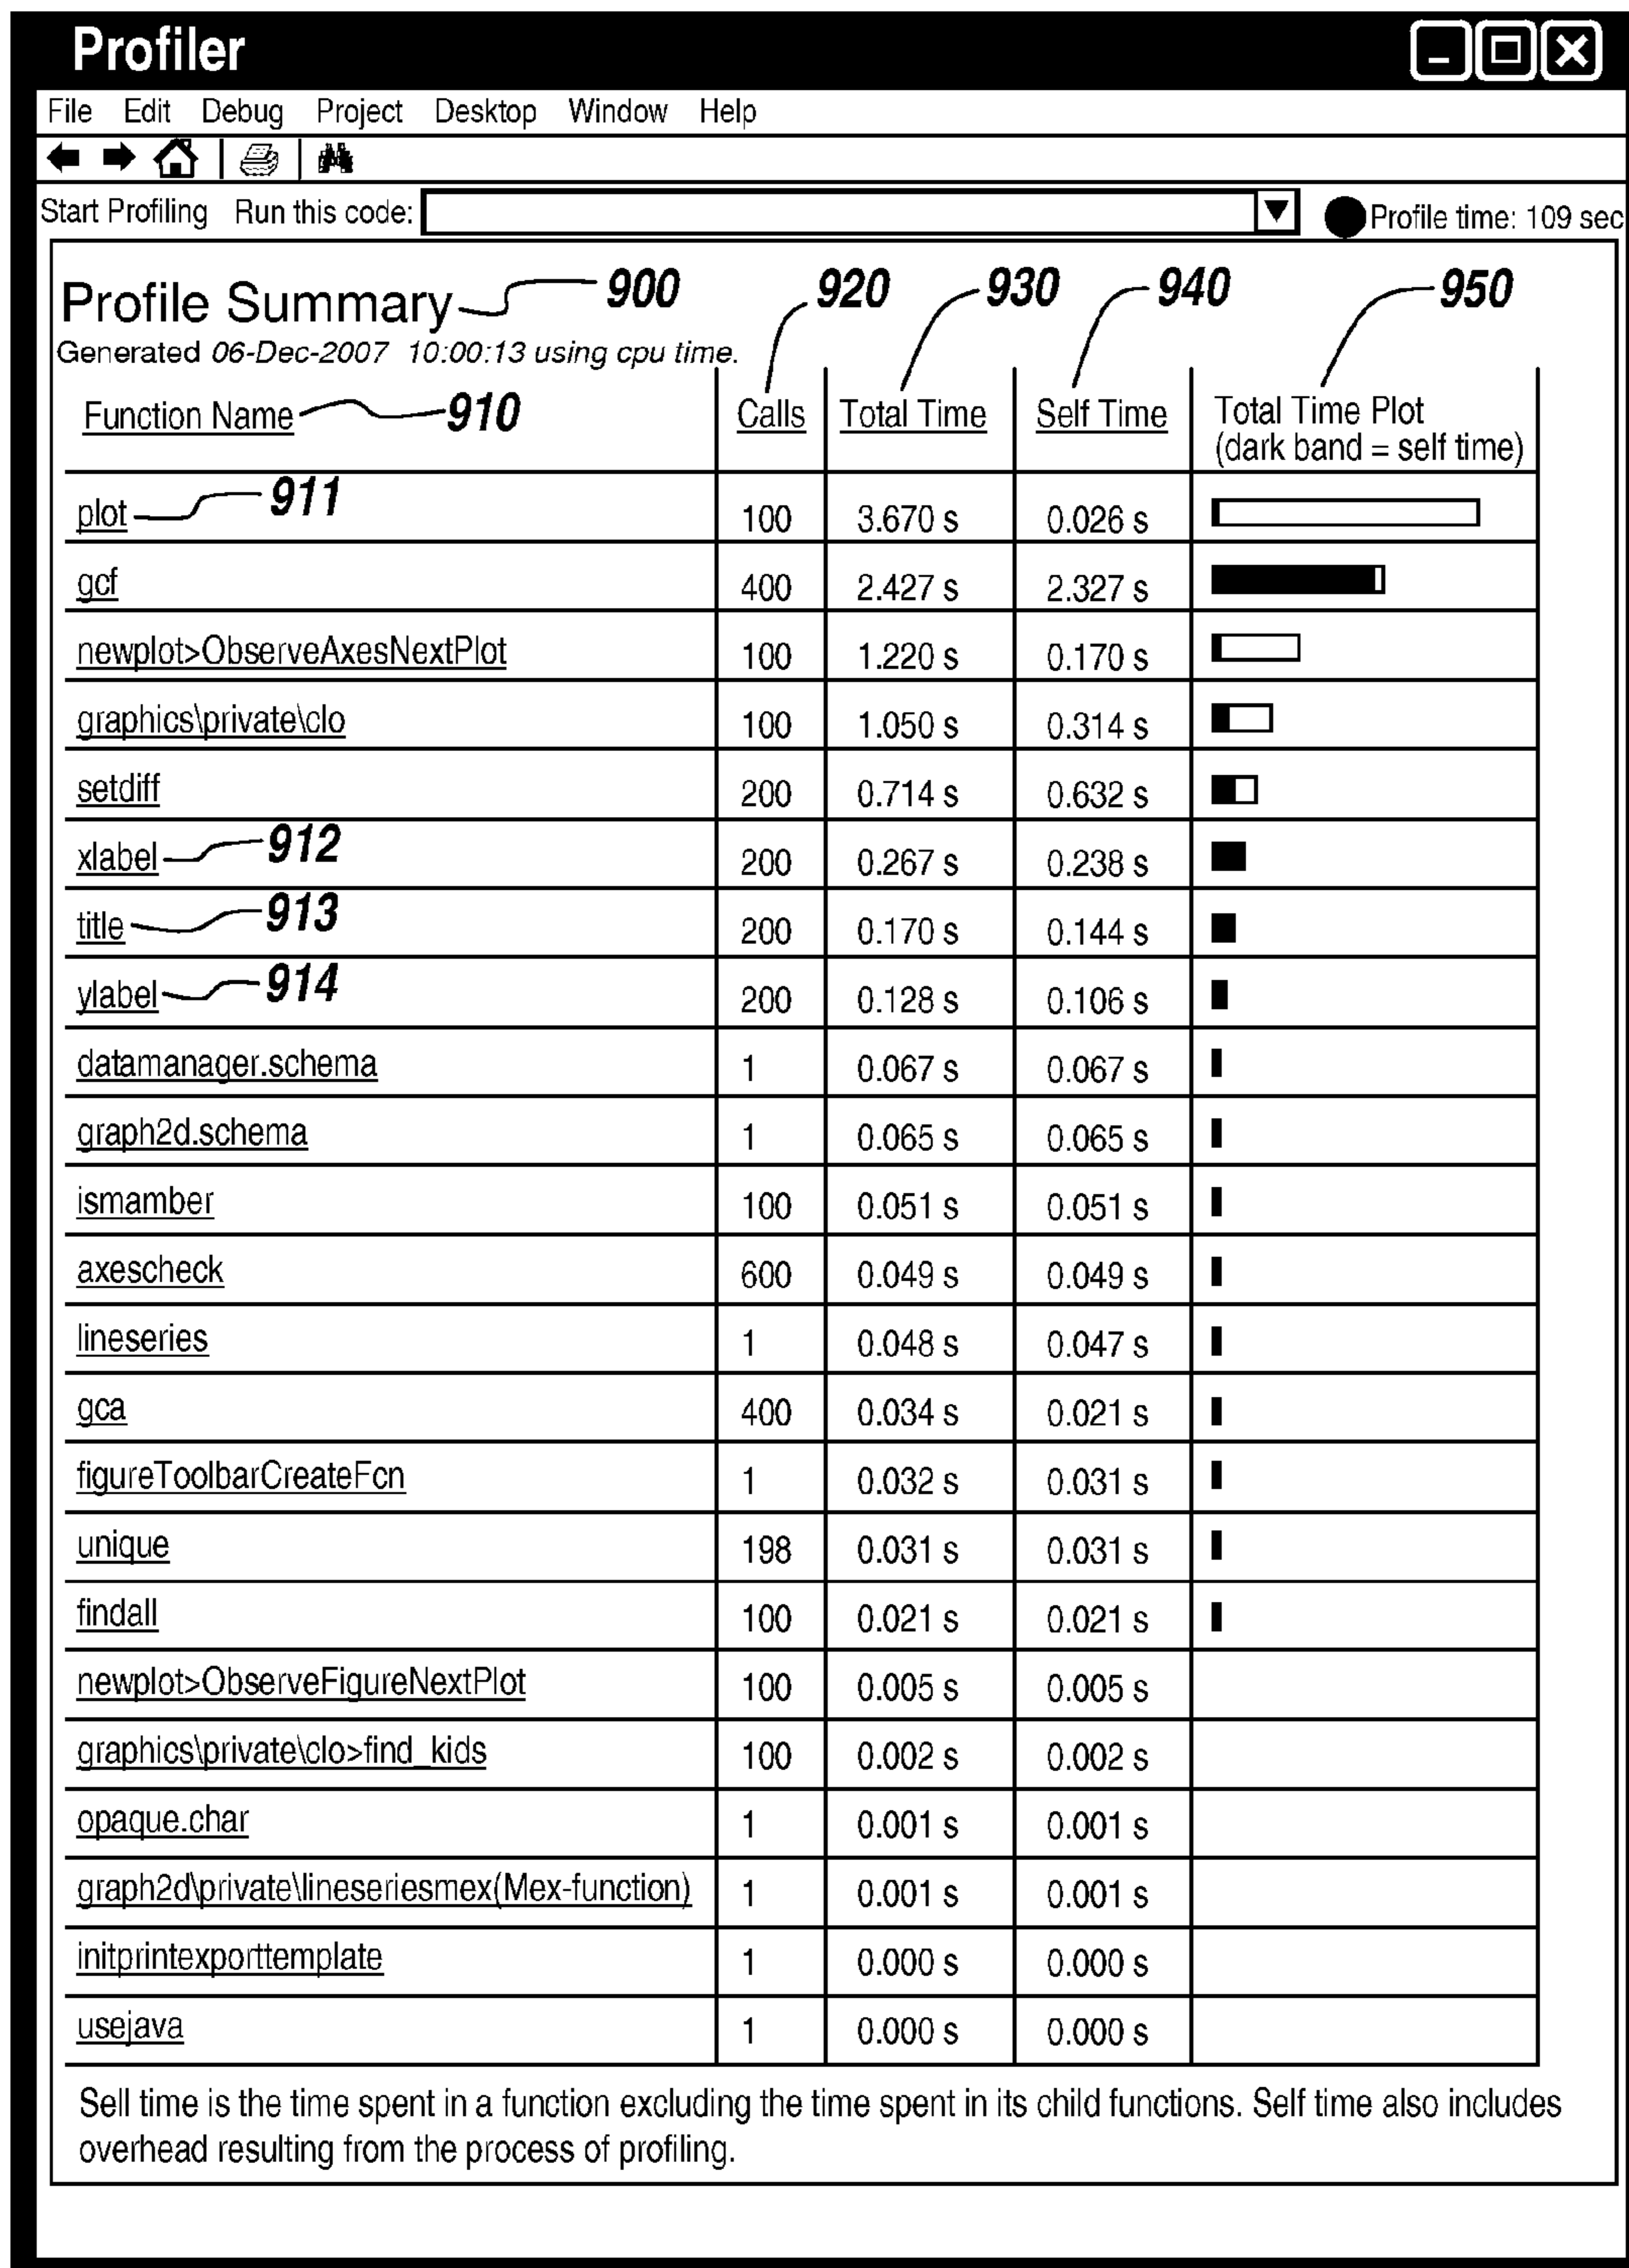 Profiler
File Edit Debug Project Desktop Window Help
Start Profiling Run this code: Profile time: 109 sec
Profile Summary 900 920 930 940 950
Generated 06-Dec-2007 10:00:13 using cpu time.
Function Name 910 Calls Total Time Self Time Total Time Plot
(dark band = self time)
plot 911 100 3.670 s 0.026 s
gcf 400 2.427 s 2.327 s
newplot>ObserveAxesNextPlot 100 1.220 s 0.170 s
graphics\private\clo 100 1.050 s 0.314 s
setdiff 200 0.714 s 0.632 s
xlabel 912 200 0.267 s 0.238 s
title 913 200 0.170 s 0.144 s
ylabel 914 200 0.128 s 0.106 s
datamanager.schema 1 0.067 s 0.067 s
graph2d.schema 1 0.065 s 0.065 s
ismamber 100 0.051 s 0.051 s
axescheck 600 0.049 s 0.049 s
lineseries 1 0.048 s 0.047 s
gca 400 0.034 s 0.021 s
figureToolbarCreateFcn 1 0.032 s 0.031 s
unique 198 0.031 s 0.031 s
findall 100 0.021 s 0.021 s
newplot>ObserveFigureNextPlot 100 0.005 s 0.005 s
graphics\private\clo>find_kids 100 0.002 s 0.002 s
opaque.char 1 0.001 s 0.001 s
graph2d\private\lineseriesmex(Mex-function) 1 0.001 s 0.001 s
initprintexporttemplate 1 0.000 s 0.000 s
usejava 1 0.000 s 0.000 s
Sell time is the time spent in a function excluding the time spent in its child functions. Self time also includes
overhead resulting from the process of profiling.